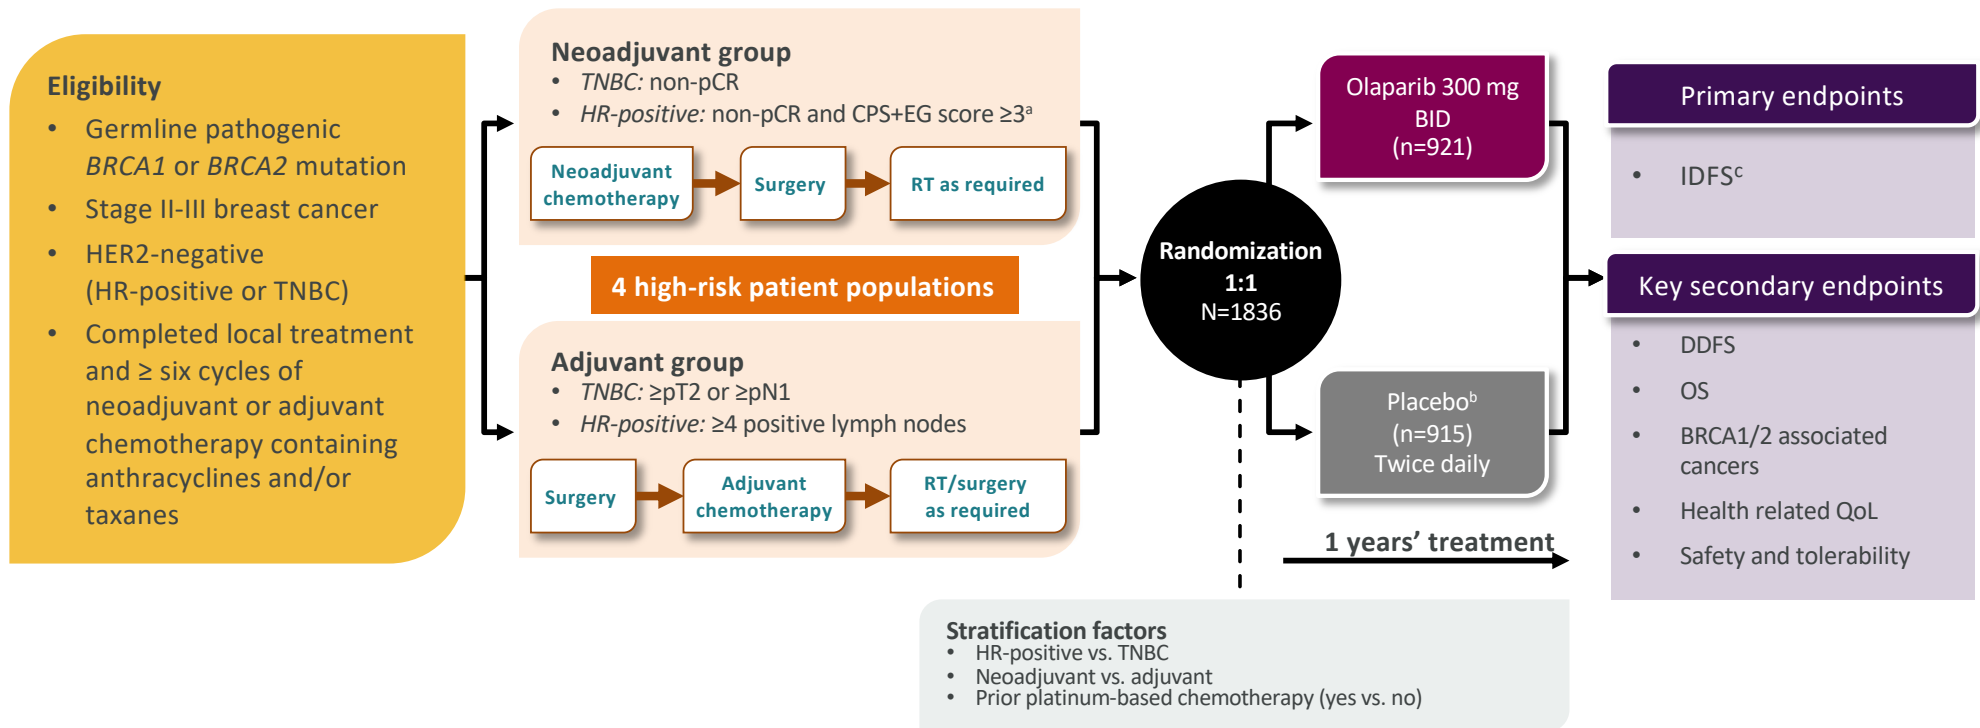 Eligibility
• Germline pathogenic
BRCA1 or BRCA2 mutation
• Stage II-III breast cancer
• HER2-negative
(HR-positive or TNBC)
• Completed local treatment
and ≥ six cycles of
neoadjuvant or adjuvant
chemotherapy containing
anthracyclines and/or
taxanes
Neoadjuvant group
• TNBC: non-pCR
• HR-positive: non-pCR and CPS+EG score ≥3ᵃ
Neoadjuvant
chemotherapy
Surgery
RT as required
4 high-risk patient populations
Adjuvant group
• TNBC: ≥pT2 or ≥pN1
• HR-positive: ≥4 positive lymph nodes
Surgery
Adjuvant
chemotherapy
RT/surgery
as required
Randomization
1:1
N=1836
Olaparib 300 mg
BID
(n=921)
Placeboᵇ
(n=915)
Twice daily
1 years’ treatment
Stratification factors
• HR-positive vs. TNBC
• Neoadjuvant vs. adjuvant
• Prior platinum-based chemotherapy (yes vs. no)
Primary endpoints
• IDFSᶜ
Key secondary endpoints
• DDFS
• OS
• BRCA1/2 associated
cancers
• Health related QoL
• Safety and tolerability